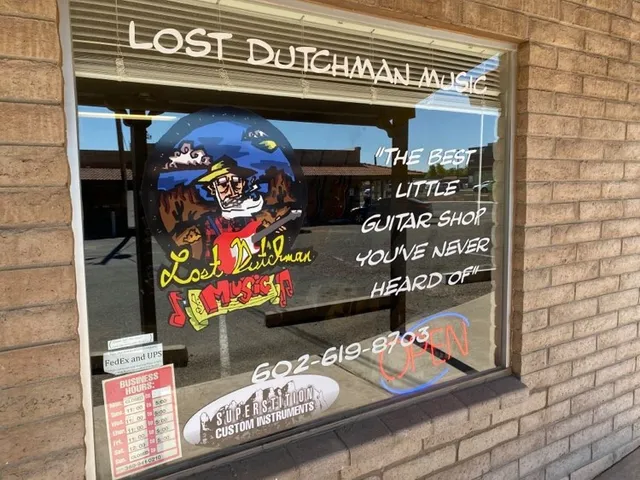 LOST DUTCHMAN MUSIC
"THE BEST
LITTLE
GUITAR SHOP
YOU'VE NEVER
HEARD OF"
Lost Dutchman
MUSIC
602-619-8703
OPEN
FedEx and UPS
SUPERSTITION
CUSTOM INSTRUMENTS
BUSINESS
HOURS: